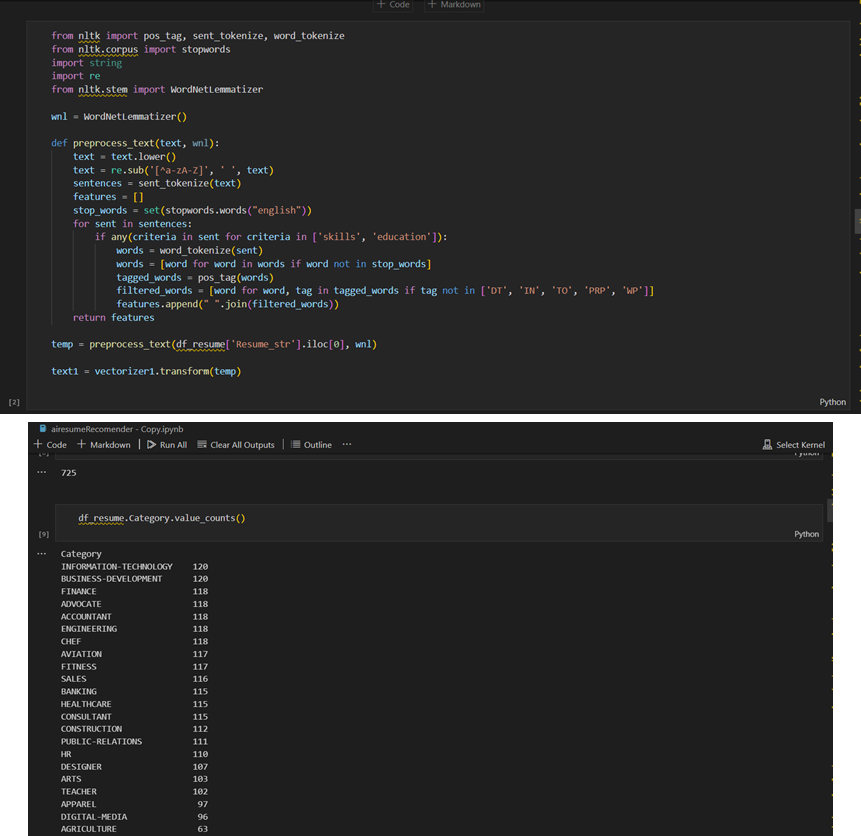 + Code + Markdown
from nltk import pos_tag, sent_tokenize, word_tokenize
from nltk.corpus import stopwords
import string
import re
from nltk.stem import WordNetLemmatizer
wnl = WordNetLemmatizer()
def preprocess_text(text, wnl):
text = text.lower()
text = re.sub('[^a-zA-Z]', ' ', text)
sentences = sent_tokenize(text)
features = []
stop_words = set(stopwords.words("english"))
for sent in sentences:
if any(criteria in sent for criteria in ['skills', 'education']):
words = word_tokenize(sent)
words = [word for word in words if word not in stop_words]
tagged_words = pos_tag(words)
filtered_words = [word for word, tag in tagged_words if tag not in ['DT', 'IN', 'TO', 'PRP', 'WP']]
features.append(" ".join(filtered_words))
return features
temp = preprocess_text(df_resume['Resume_str'].iloc[0], wnl)
text1 = vectorizer1.transform(temp)
[2] Python
airesumeRecomender - Copy.ipynb
+ Code + Markdown | Run All Clear All Outputs | Outline ... Select Kernel
Python
... 725
df_resume.Category.value_counts()
[9] Python
... Category
INFORMATION-TECHNOLOGY 120
BUSINESS-DEVELOPMENT 120
FINANCE 118
ADVOCATE 118
ACCOUNTANT 118
ENGINEERING 118
CHEF 118
AVIATION 117
FITNESS 117
SALES 116
BANKING 115
HEALTHCARE 115
CONSULTANT 115
CONSTRUCTION 112
PUBLIC-RELATIONS 111
HR 110
DESIGNER 107
ARTS 103
TEACHER 102
APPAREL 97
DIGITAL-MEDIA 96
AGRICULTURE 63